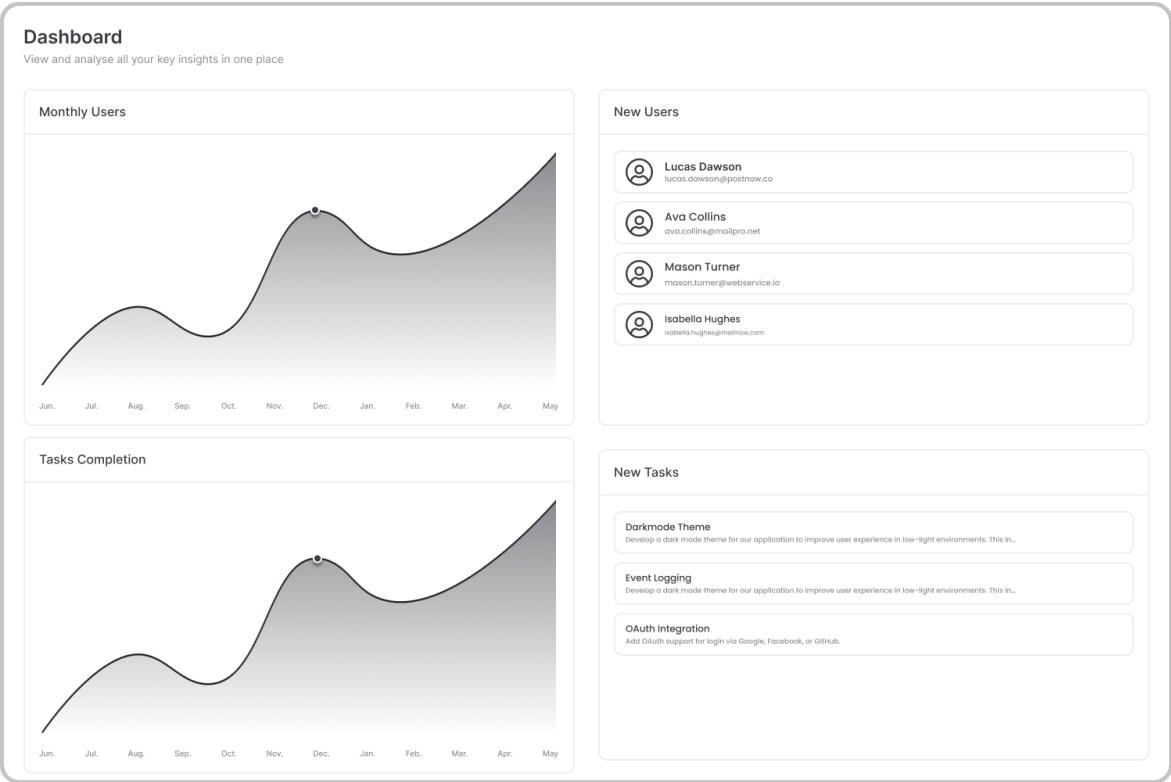 Dashboard
View and analyse all your key insights in one place
Monthly Users
Jun. Jul. Aug. Sep. Oct. Nov. Dec. Jan. Feb. Mar. Apr. May
New Users
Lucas Dawson
lucas.dawson@postnow.co
Ava Collins
ava.collins@mailpro.net
Mason Turner
mason.turner@webservice.io
Isabella Hughes
isabella.hughes@mailnow.com
Tasks Completion
Jun. Jul. Aug. Sep. Oct. Nov. Dec. Jan. Feb. Mar. Apr. May
New Tasks
Darkmode Theme
Develop a dark mode theme for our application to improve user experience in low-light environments. This in...
Event Logging
Develop a dark mode theme for our application to improve user experience in low-light environments. This in...
OAuth Integration
Add OAuth support for login via Google, Facebook, or GitHub.